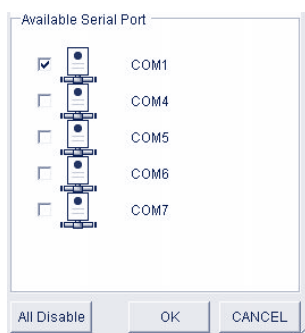 Available Serial Port
COM1
COM4
COM5
COM6
COM7
All Disable OK CANCEL